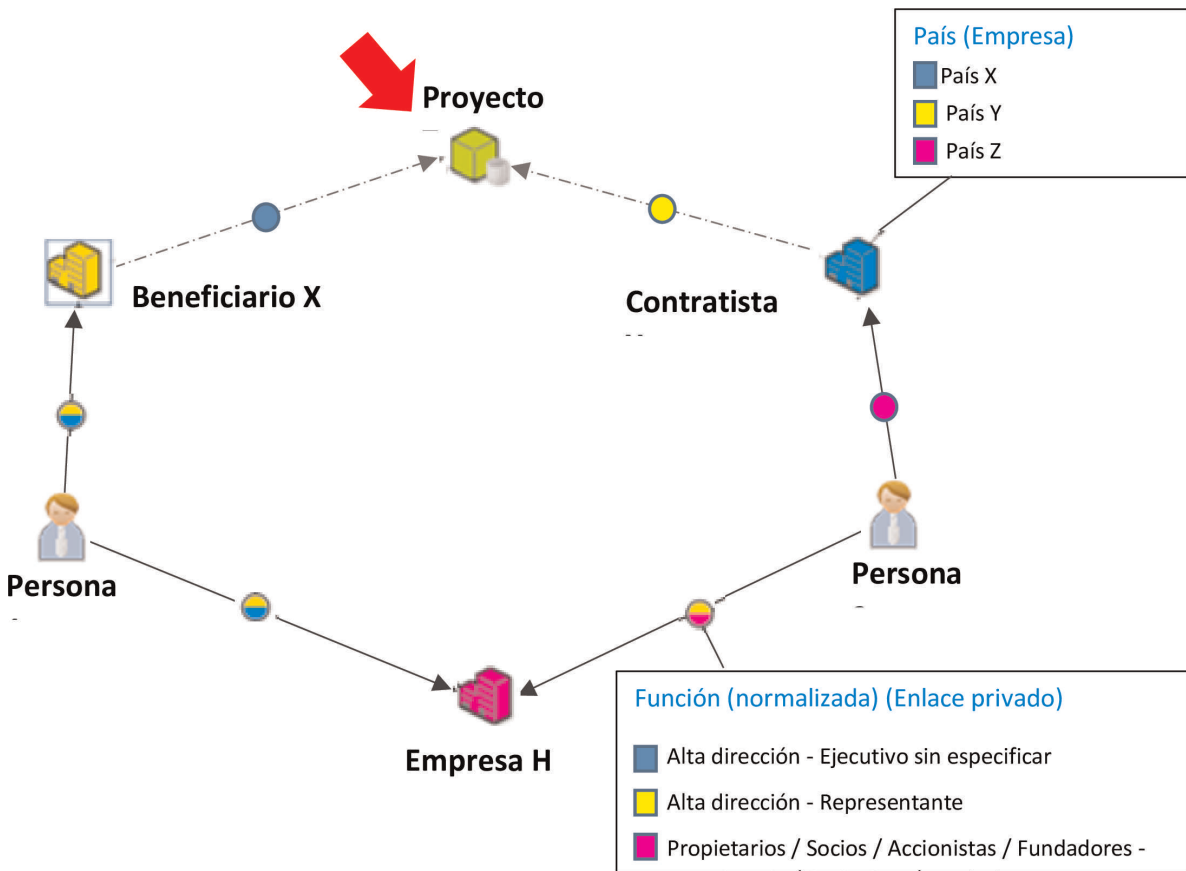 País (Empresa)
País X
País Y
País Z
Proyecto
Beneficiario X
Contratista
Persona
Persona
Empresa H
Función (normalizada) (Enlace privado)
Alta dirección - Ejecutivo sin especificar
Alta dirección - Representante
Propietarios / Socios / Accionistas / Fundadores -